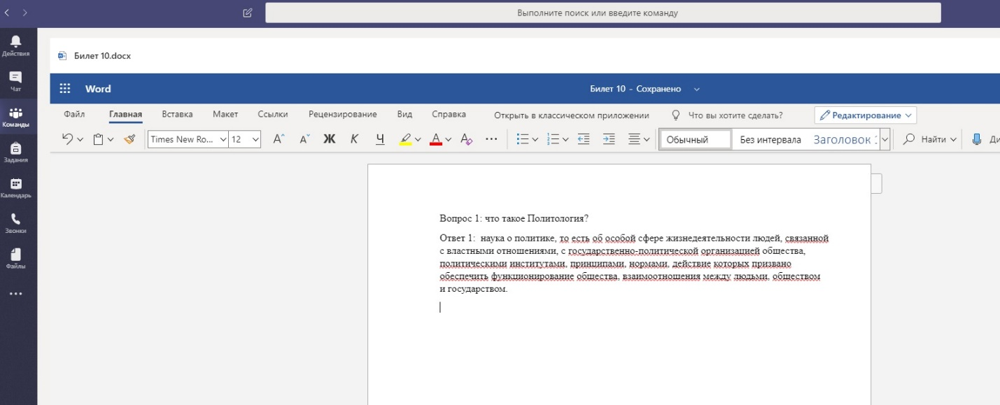 Выполните поиск или введите команду
Действия
Чат
Команды
Задания
Календарь
Звонки
Файлы
Билет 10.docx
Word
Билет 10 - Сохранено
Файл Главная Вставка Макет Ссылки Рецензирование Вид Справка Открыть в классическом приложении Что вы хотите сделать? Редактирование
Times New Ro... 12 Ж К Ч Обычный Без интервала Заголовок Найти
Вопрос 1: что такое Политология?
Ответ 1: наука о политике, то есть об особой сфере жизнедеятельности людей, связанной
с властными отношениями, с государственно-политической организацией общества,
политическими институтами, принципами, нормами, действие которых призвано
обеспечить функционирование общества, взаимоотношения между людьми, обществом
и государством.